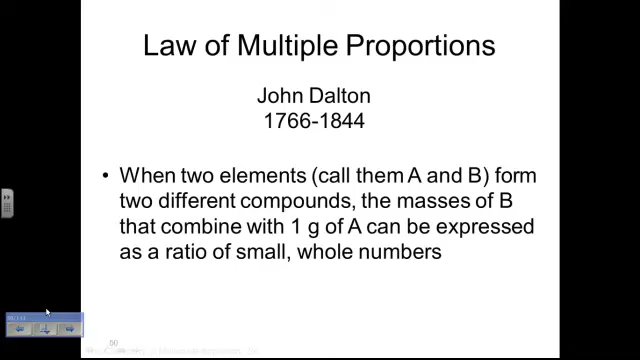 Law of Multiple Proportions
John Dalton
1766-1844
• When two elements (call them A and B) form
two different compounds, the masses of B
that combine with 1 g of A can be expressed
as a ratio of small, whole numbers